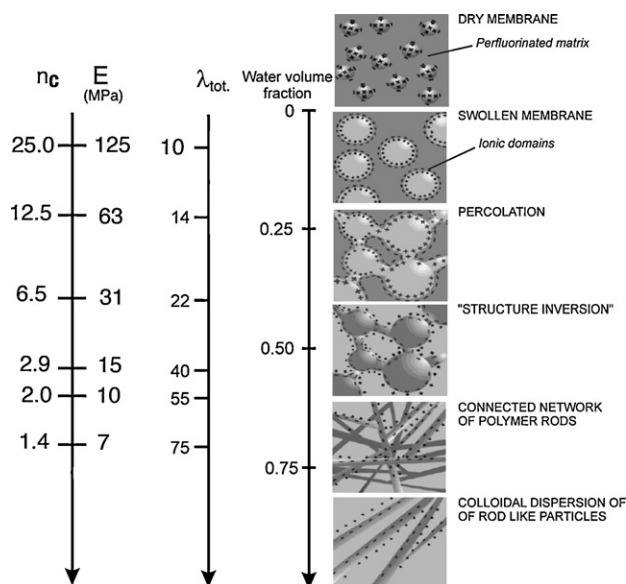 DRY MEMBRANE
Perfluorinated matrix
nc E
(MPa)
λtot.
Water volume
fraction
0
SWOLLEN MEMBRANE
Ionic domains
25.0 125
10
12.5 63
14
0.25
PERCOLATION
6.5 31
22
"STRUCTURE INVERSION"
0.50
2.9 15
40
2.0 10
55
CONNECTED NETWORK
OF POLYMER RODS
1.4 7
75
0.75
COLLOIDAL DISPERSION OF
OF ROD LIKE PARTICLES